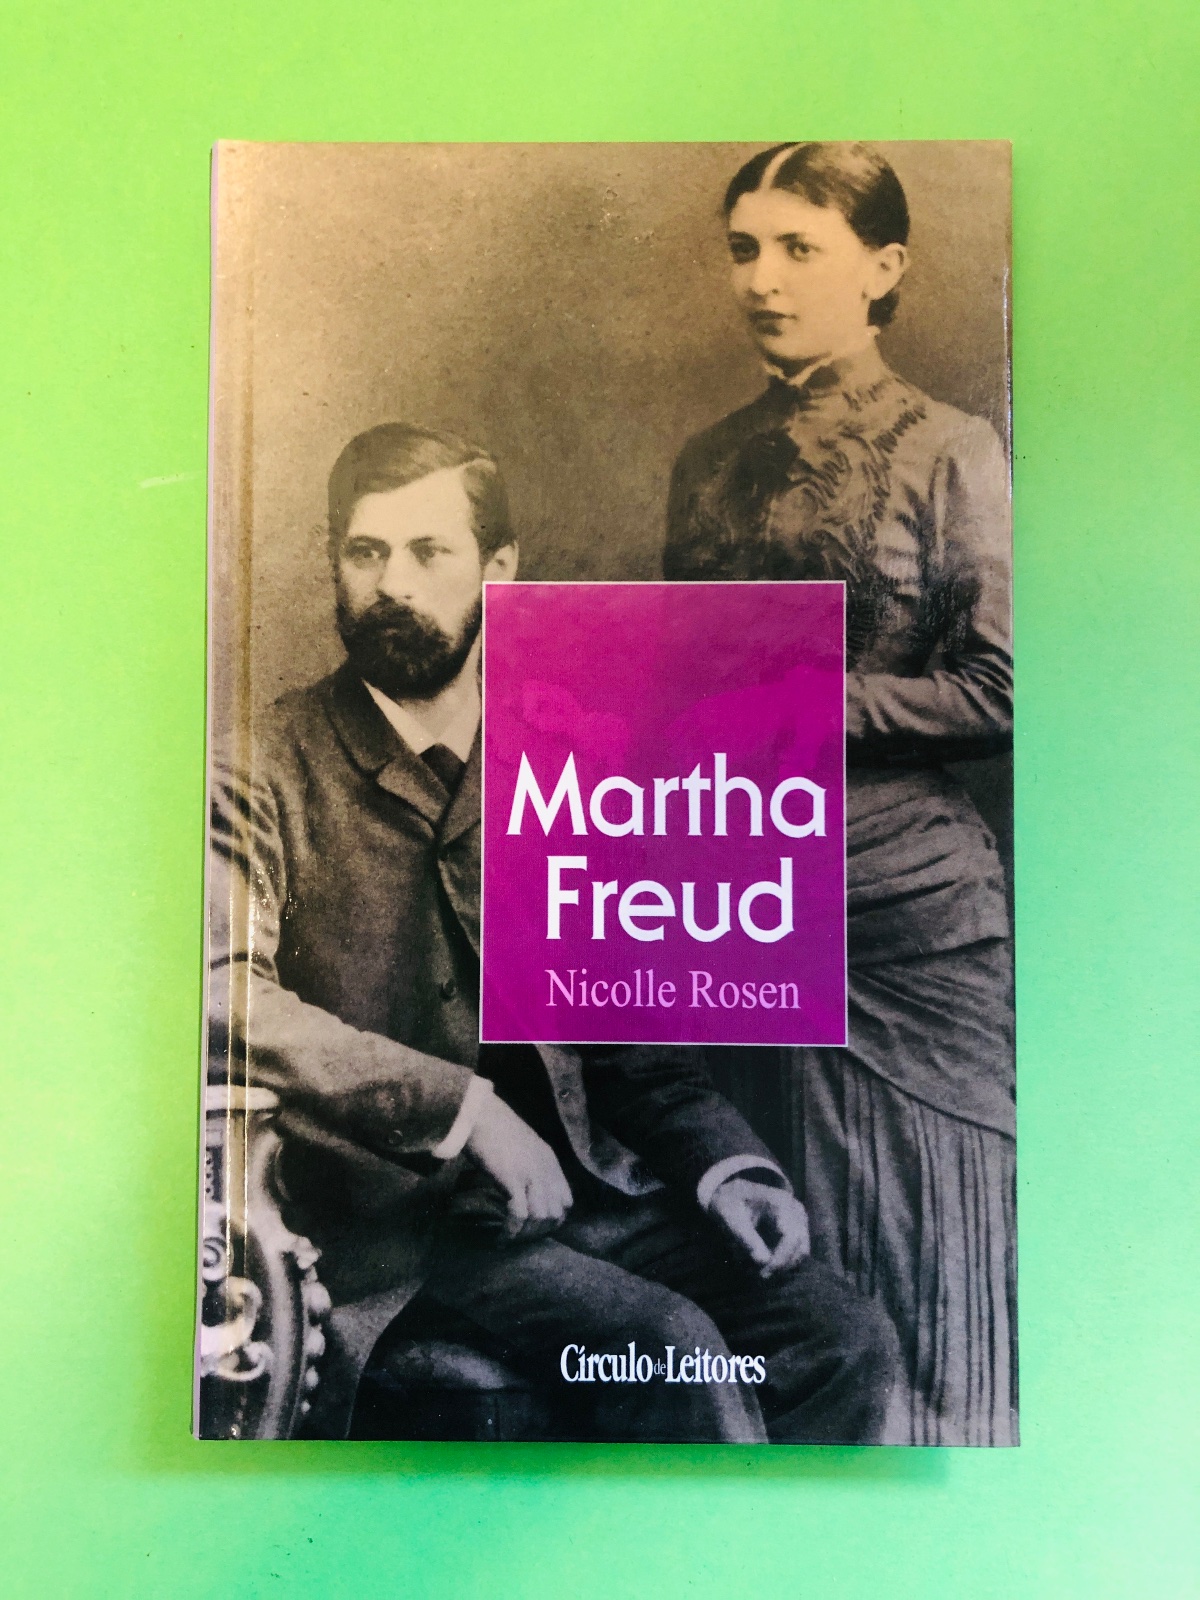 Martha
Freud
Nicolle Rosen
Círculo de Leitores